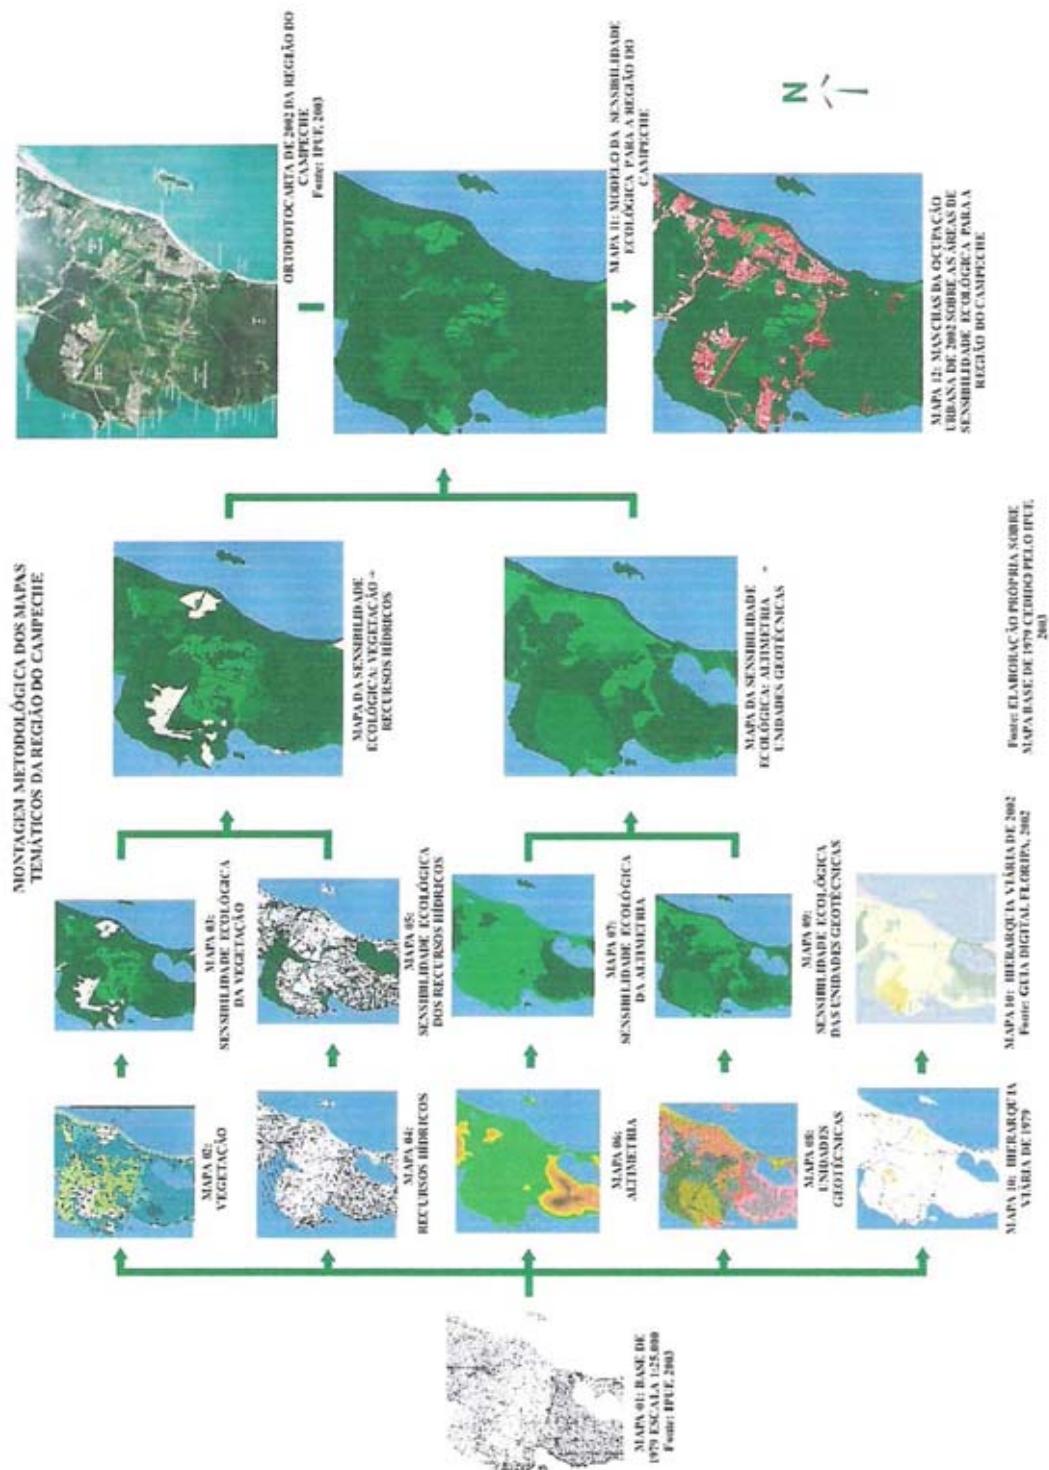 MONTAGEM METODOLÓGICA DOS MAPAS
TEMÁTICOS DA REGIÃO DO CAMPECHE
MAPA 01: BASE DE
1979 ESCALA 1:25.000
Fonte: IPUF, 2003
MAPA 02:
VEGETAÇÃO
MAPA 04:
RECURSOS HÍDRICOS
MAPA 06:
ALTIMETRIA
MAPA 08:
UNIDADES
GEOTÉCNICAS
MAPA 10: HIERARQUIA
VIÁRIA DE 1979
MAPA 03:
SENSIBILIDADE ECOLÓGICA
DA VEGETAÇÃO
MAPA 05:
SENSIBILIDADE ECOLÓGICA
DOS RECURSOS HÍDRICOS
MAPA 07:
SENSIBILIDADE ECOLÓGICA
DA ALTIMETRIA
MAPA 09:
SENSIBILIDADE ECOLÓGICA
DAS UNIDADES GEOTÉCNICAS
MAPA 10: HIERARQUIA VIÁRIA DE 2002
Fonte: GUIA DIGITAL FLORIPA, 2002
MAPA DA SENSIBILIDADE
ECOLÓGICA: VEGETAÇÃO +
RECURSOS HÍDRICOS
MAPA DA SENSIBILIDADE
ECOLÓGICA: ALTIMETRIA +
UNIDADES GEOTÉCNICAS
Fonte: ELABORAÇÃO PRÓPRIA SOBRE
MAPA BASE DE 1979 CEDIDO PELO IPUF,
2003
ORTOFOTOCARTA DE 2002 DA REGIÃO DO
CAMPECHE
Fonte: IPUF, 2003
MAPA 11: MODELO DA SENSIBILIDADE
ECOLÓGICA PARA A REGIÃO DO
CAMPECHE
MAPA 12: MANCHAS DA OCUPAÇÃO
URBANA DE 2002 SOBRE AS ÁREAS DE
SENSIBILIDADE ECOLÓGICA PARA A
REGIÃO DO CAMPECHE
N